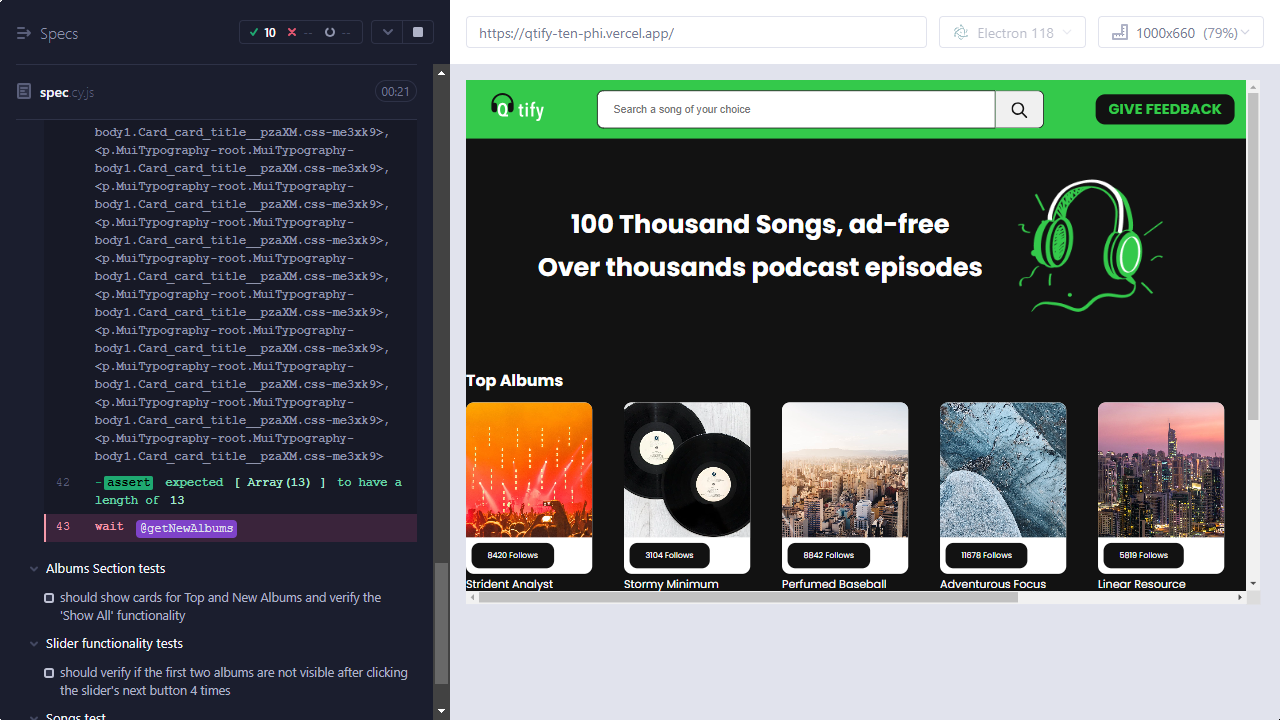 Specs
10
--
--
spec.cy.js
00:21
body1.Card_card_title__pzaXM.css-me3xk9>,
<p.MuiTypography-root.MuiTypography-
body1.Card_card_title__pzaXM.css-me3xk9>,
<p.MuiTypography-root.MuiTypography-
body1.Card_card_title__pzaXM.css-me3xk9>,
<p.MuiTypography-root.MuiTypography-
body1.Card_card_title__pzaXM.css-me3xk9>,
<p.MuiTypography-root.MuiTypography-
body1.Card_card_title__pzaXM.css-me3xk9>,
<p.MuiTypography-root.MuiTypography-
body1.Card_card_title__pzaXM.css-me3xk9>,
<p.MuiTypography-root.MuiTypography-
body1.Card_card_title__pzaXM.css-me3xk9>,
<p.MuiTypography-root.MuiTypography-
body1.Card_card_title__pzaXM.css-me3xk9>,
<p.MuiTypography-root.MuiTypography-
body1.Card_card_title__pzaXM.css-me3xk9>,
<p.MuiTypography-root.MuiTypography-
body1.Card_card_title__pzaXM.css-me3xk9>,
<p.MuiTypography-root.MuiTypography-
body1.Card_card_title__pzaXM.css-me3xk9>
42 -assert expected [ Array(13) ] to have a
length of 13
43 wait @getNewAlbums
Albums Section tests
should show cards for Top and New Albums and verify the
'Show All' functionality
Slider functionality tests
should verify if the first two albums are not visible after clicking
the slider's next button 4 times
Songs test
https://qtify-ten-phi.vercel.app/
Electron 118
1000x660 (79%)
Qtify
Search a song of your choice
GIVE FEEDBACK
100 Thousand Songs, ad-free
Over thousands podcast episodes
Top Albums
8420 Follows
3104 Follows
8842 Follows
11678 Follows
5819 Follows
Strident Analyst
Stormy Minimum
Perfumed Baseball
Adventurous Focus
Linear Resource